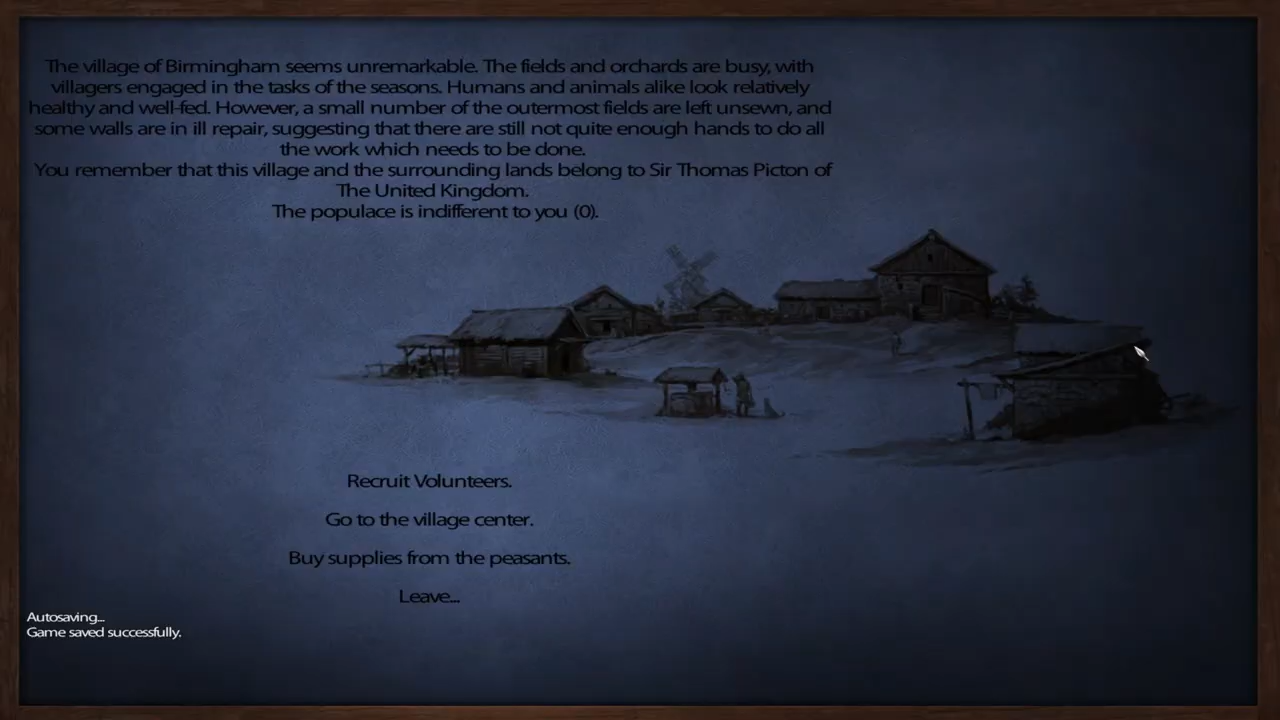 The village of Birmingham seems unremarkable. The fields and orchards are busy, with
villagers engaged in the tasks of the seasons. Humans and animals alike look relatively
healthy and well-fed. However, a small number of the outermost fields are left unsewn, and
some walls are in ill repair, suggesting that there are still not quite enough hands to do all
the work which needs to be done.
You remember that this village and the surrounding lands belong to Sir Thomas Picton of
The United Kingdom.
The populace is indifferent to you (0).
Recruit Volunteers.
Go to the village center.
Buy supplies from the peasants.
Leave...
Autosaving...
Game saved successfully.